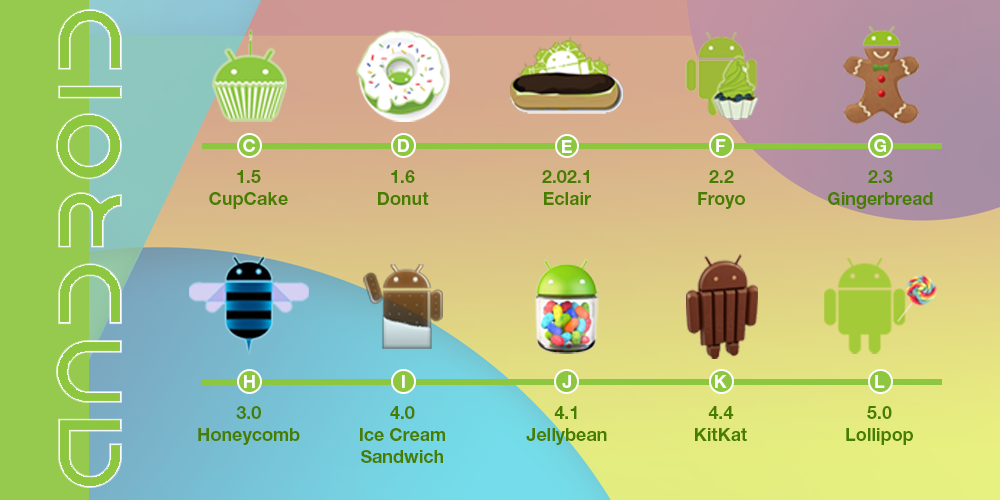 ANDROID
C D E F G
1.5 1.6 2.02.1 2.2 2.3
CupCake Donut Eclair Froyo Gingerbread
H I J K L
3.0 4.0 4.1 4.4 5.0
Honeycomb Ice Cream Jellybean KitKat Lollipop
Sandwich